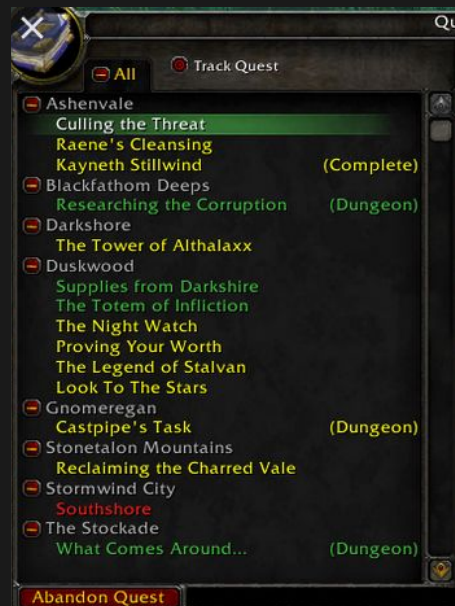 Qu
All
Track Quest
Ashenvale
Culling the Threat
Raene's Cleansing
Kayneth Stillwind (Complete)
Blackfathom Deeps
Researching the Corruption (Dungeon)
Darkshore
The Tower of Althalaxx
Duskwood
Supplies from Darkshire
The Totem of Infliction
The Night Watch
Proving Your Worth
The Legend of Stalvan
Look To The Stars
Gnomeregan
Castpipe's Task (Dungeon)
Stonetalon Mountains
Reclaiming the Charred Vale
Stormwind City
Southshore
The Stockade
What Comes Around... (Dungeon)
Abandon Quest